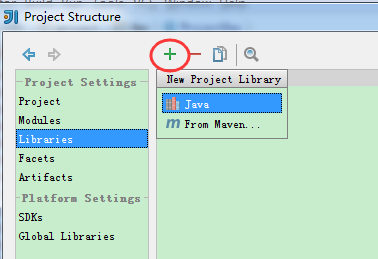 Project Structure
New Project Library
Java
From Maven...
Project Settings
Project
Modules
Libraries
Facets
Artifacts
Platform Settings
SDKs
Global Libraries